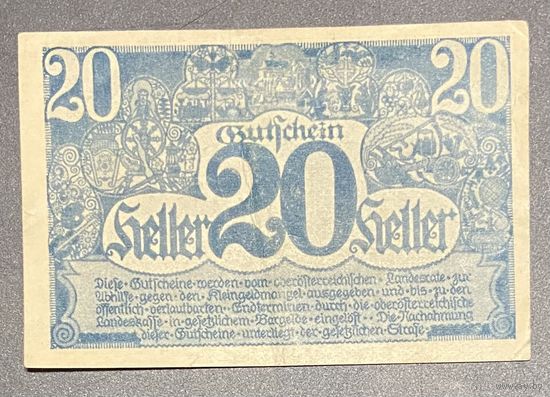 20 20
Gutschein
Heller 20 Heller
Diese · Gutscheine · werden · vom · oberösterreichischen · Landesrate · zur
Abhilfe · gegen · den · Kleingeldmangel · ausgegeben · und · bis · zu · den
öffentlich · verlautbarten · Endterminen · durch · die · oberösterreichische
Landeskasse · in · gesetzlichem · Bargelde · eingelöst · · Die · Nachahmung
dieser · Gutscheine · unterliegt · der · gesetzlichen · Strafe ·